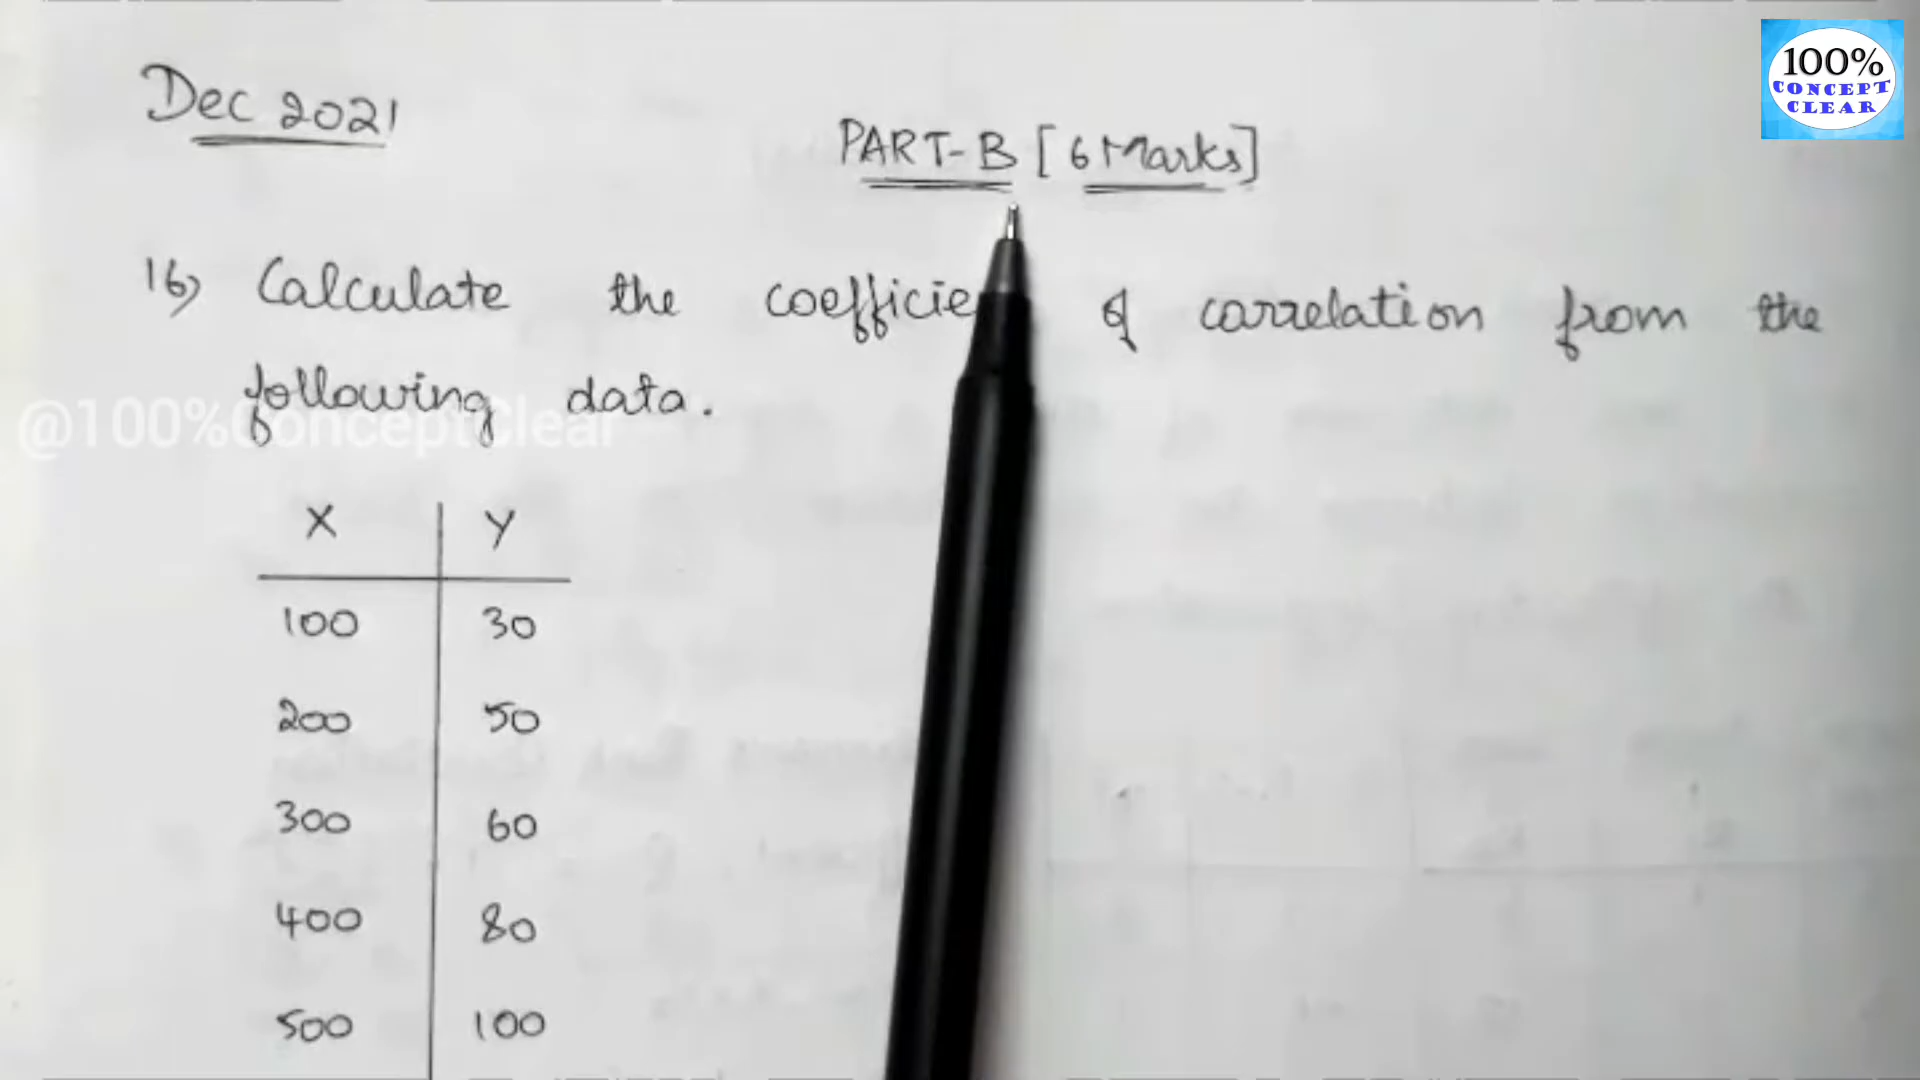 Dec 2021
PART-B [6 Marks]
100%
CONCEPT
CLEAR
16) Calculate the coefficie of correlation from the
following data.
@100%ConceptClear
X Y
100 30
200 50
300 60
400 80
500 100